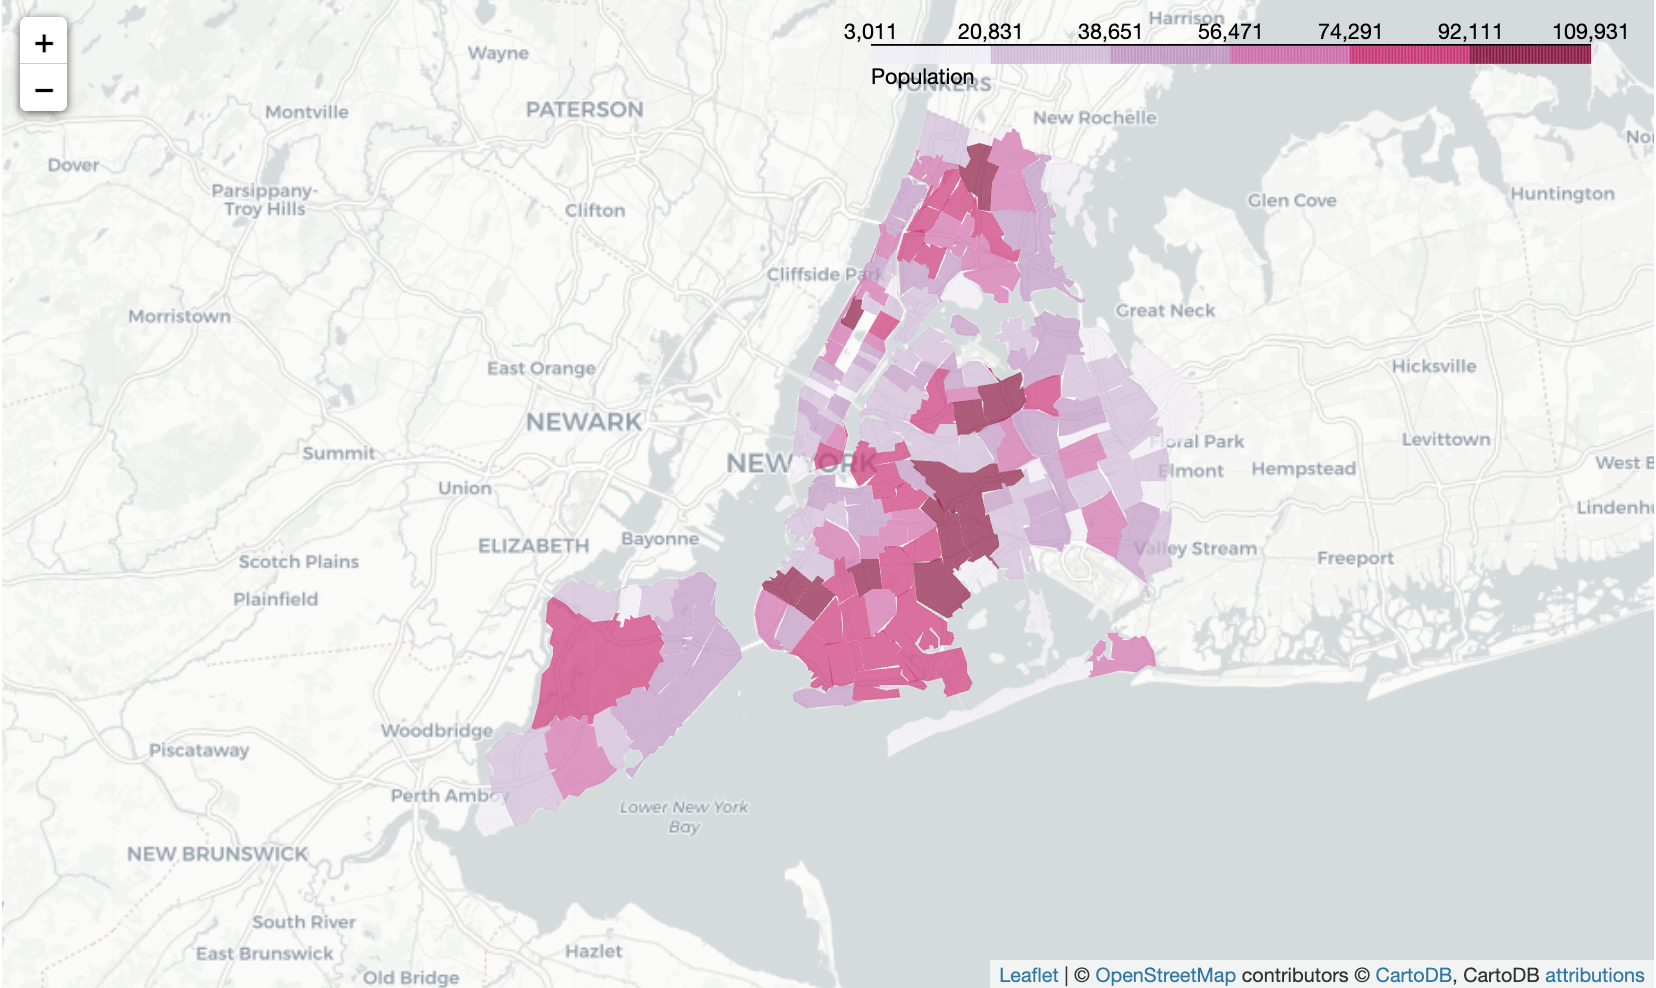 +
−
3,011 20,831 38,651 56,471 74,291 92,111 109,931
Population
Harrison
Wayne
PATERSON
Montville
New Rochelle
Dover
Parsippany-
Troy Hills
Clifton
Glen Cove
Huntington
Cliffside Park
Great Neck
Morristown
East Orange
Hicksville
NEWARK
Summit
NEW YORK
Floral Park
Levittown
Elmont
Hempstead
Union
ELIZABETH
Bayonne
Valley Stream
Freeport
Scotch Plains
Plainfield
Woodbridge
Piscataway
Perth Amboy
Lower New York
Bay
NEW BRUNSWICK
South River
East Brunswick
Hazlet
Old Bridge
Leaflet | © OpenStreetMap contributors © CartoDB, CartoDB attributions